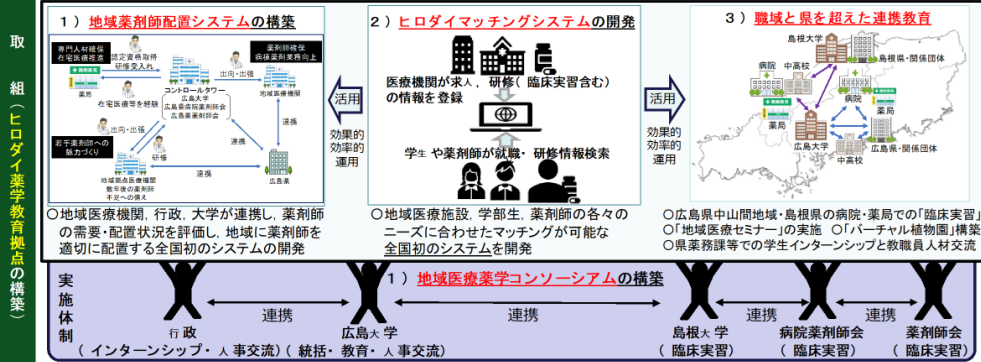 取組（ヒロダイ薬学教育拠点の構築）
1）地域薬剤師配置システムの構築
専門人材確保
在宅医療推進
認定資格取得
研修受入れ
薬剤師確保
病棟薬剤業務向上
出向・出張
薬局
コントロールタワー
広島大学
広島県病院薬剤師会
広島県薬剤師会
地域医療機関
在宅医療等を経験
出向・出張
連携
連携
若手薬剤師への
魅力づくり
研修
連携
地域拠点医療機関
数年後の薬剤師
不足への備え
広島県
○地域医療機関，行政，大学が連携し，薬剤師
の需要・配置状況を評価し，地域に薬剤師を
適切に配置する全国初のシステムの開発
活用
効果的
効率的
運用
2）ヒロダイマッチングシステムの開発
医療機関が求人，研修（臨床実習含む）
の情報を登録
学生や薬剤師が就職・研修情報検索
○地域医療施設，学部生，薬剤師の各々の
ニーズに合わせたマッチングが可能な
全国初のシステムを開発
活用
効果的
効率的
運用
3）職域と県を超えた連携教育
島根大学
島根県・関係団体
病院
中高校
薬局
病院
薬局
広島大学
中高校
広島県・関係団体
○広島県中山間地域・島根県の病院・薬局での「臨床実習」
○「地域医療セミナー」の実施　○「バーチャル植物園」構築
○県薬務課等での学生インターンシップと教職員人材交流
実施体制
1）地域医療薬学コンソーシアムの構築
連携
連携
連携
連携
行政
（インターンシップ・人事交流）
広島大学
（統括・教育・人事交流）
島根大学
（臨床実習）
病院薬剤師会
（臨床実習）
薬剤師会
（臨床実習）